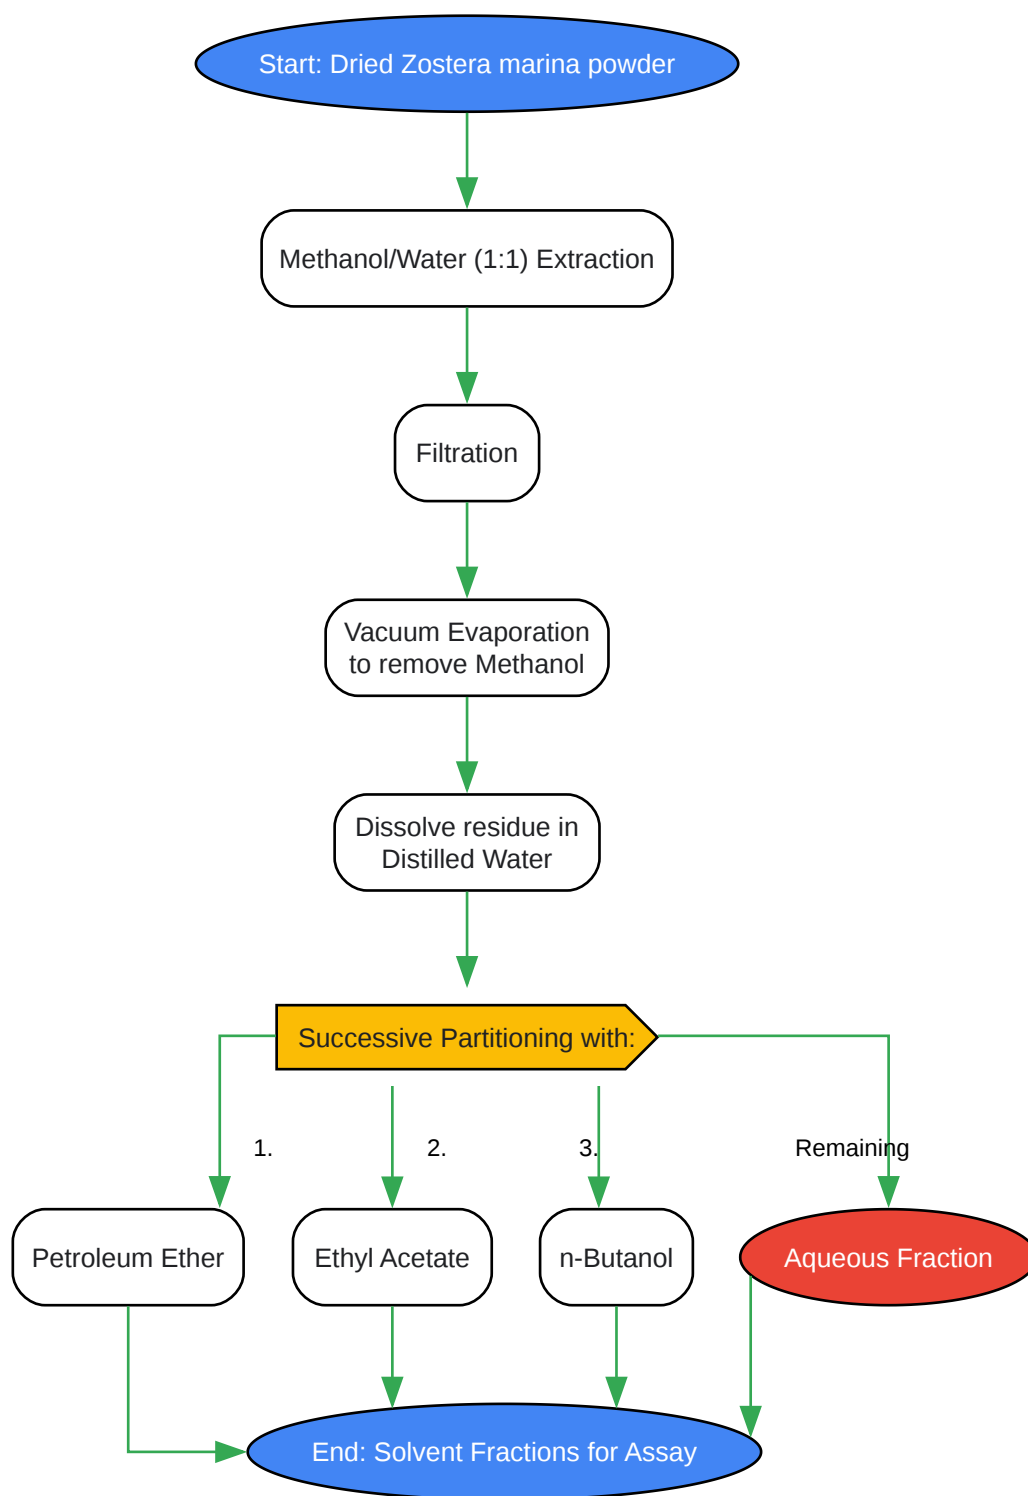 Start: Dried Zostera marina powder
Methanol/Water (1:1) Extraction
Filtration
Vacuum Evaporation
to remove Methanol
Dissolve residue in
Distilled Water
Successive Partitioning with:
1.
2.
3.
Remaining
Petroleum Ether
Ethyl Acetate
n-Butanol
Aqueous Fraction
End: Solvent Fractions for Assay